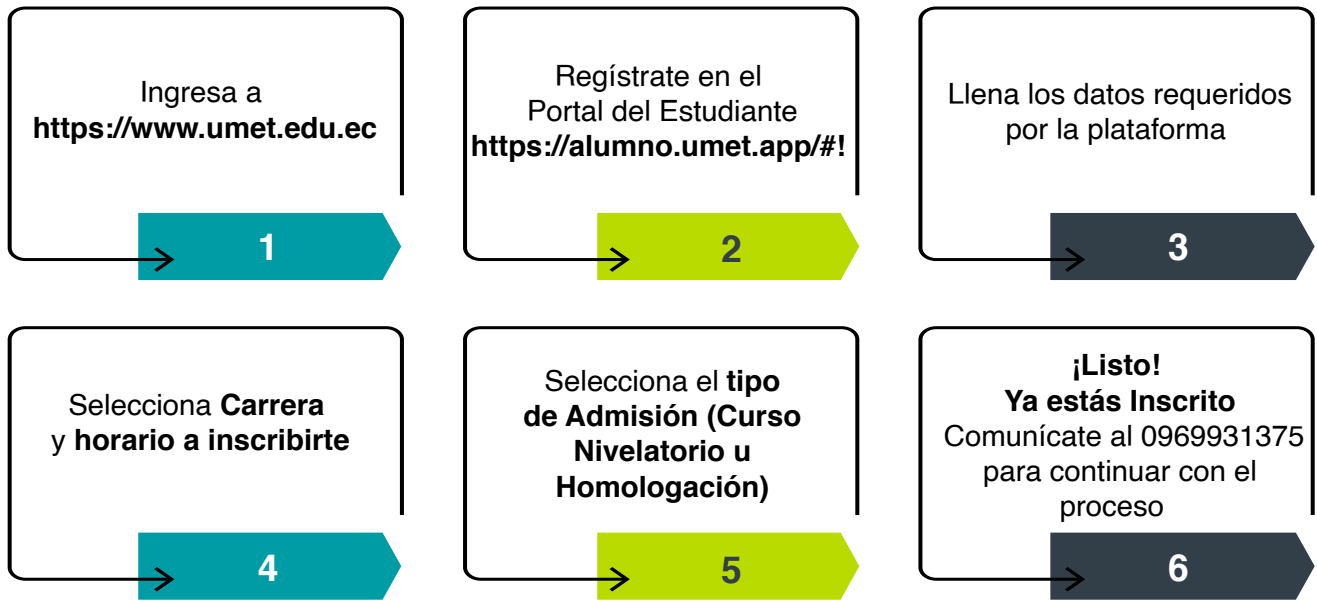 Ingresa a
https://www.umet.edu.ec
1
Regístrate en el
Portal del Estudiante
https://alumno.umet.app/#!
2
Llena los datos requeridos
por la plataforma
3
Selecciona Carrera
y horario a inscribirte
4
Selecciona el tipo
de Admisión (Curso
Nivelatorio u
Homologación)
5
¡Listo!
Ya estás Inscrito
Comunícate al 0969931375
para continuar con el
proceso
6